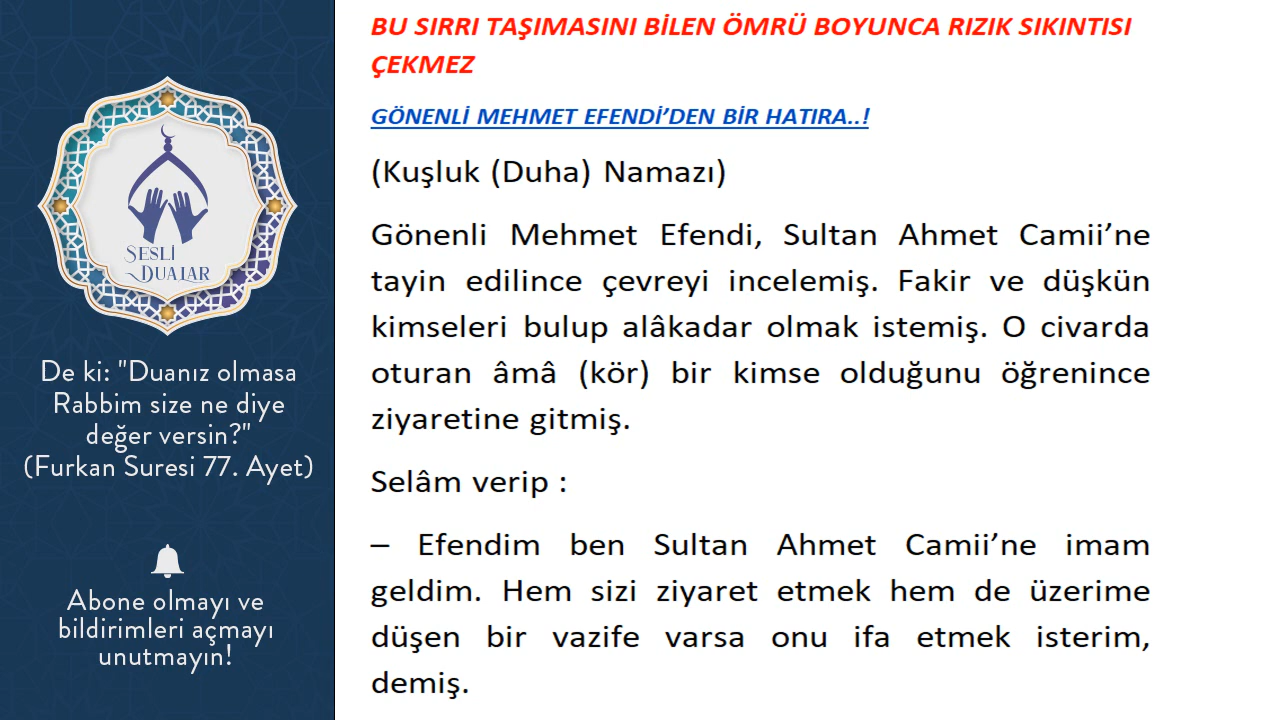 SESLİ
DUALAR
De ki: "Duanız olmasa
Rabbim size ne diye
değer versin?"
(Furkan Suresi 77. Ayet)
Abone olmayı ve
bildirimleri açmayı
unutmayın!
BU SIRRI TAŞIMASINI BİLEN ÖMRÜ BOYUNCA RIZIK SIKINTISI
ÇEKMEZ
GÖNENLİ MEHMET EFENDİ’DEN BİR HATIRA..!
(Kuşluk (Duha) Namazı)
Gönenli Mehmet Efendi, Sultan Ahmet Camii’ne
tayin edilince çevreyi incelemiş. Fakir ve düşkün
kimseleri bulup alâkadar olmak istemiş. O civarda
oturan âmâ (kör) bir kimse olduğunu öğrenince
ziyaretine gitmiş.
Selâm verip :
– Efendim ben Sultan Ahmet Camii’ne imam
geldim. Hem sizi ziyaret etmek hem de üzerime
düşen bir vazife varsa onu ifa etmek isterim,
demiş.